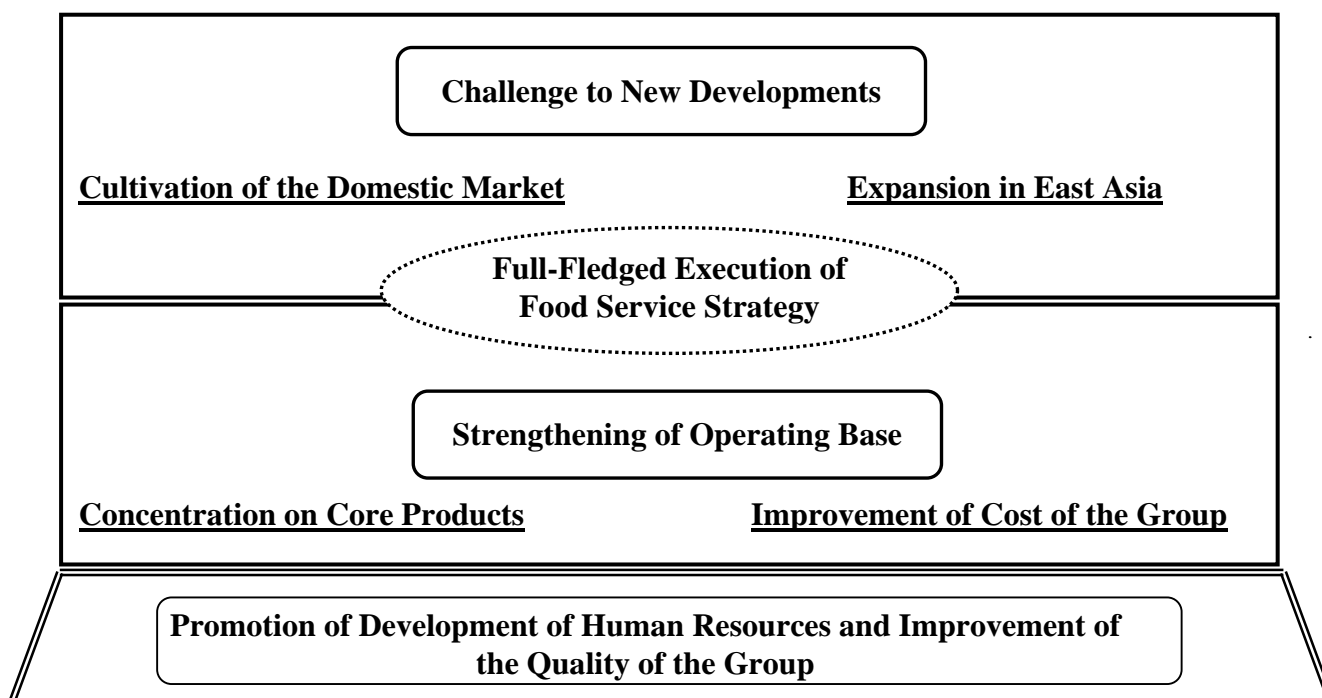 Challenge to New Developments
Cultivation of the Domestic Market
Expansion in East Asia
Full-Fledged Execution of
Food Service Strategy
Strengthening of Operating Base
Concentration on Core Products
Improvement of Cost of the Group
Promotion of Development of Human Resources and Improvement of
the Quality of the Group